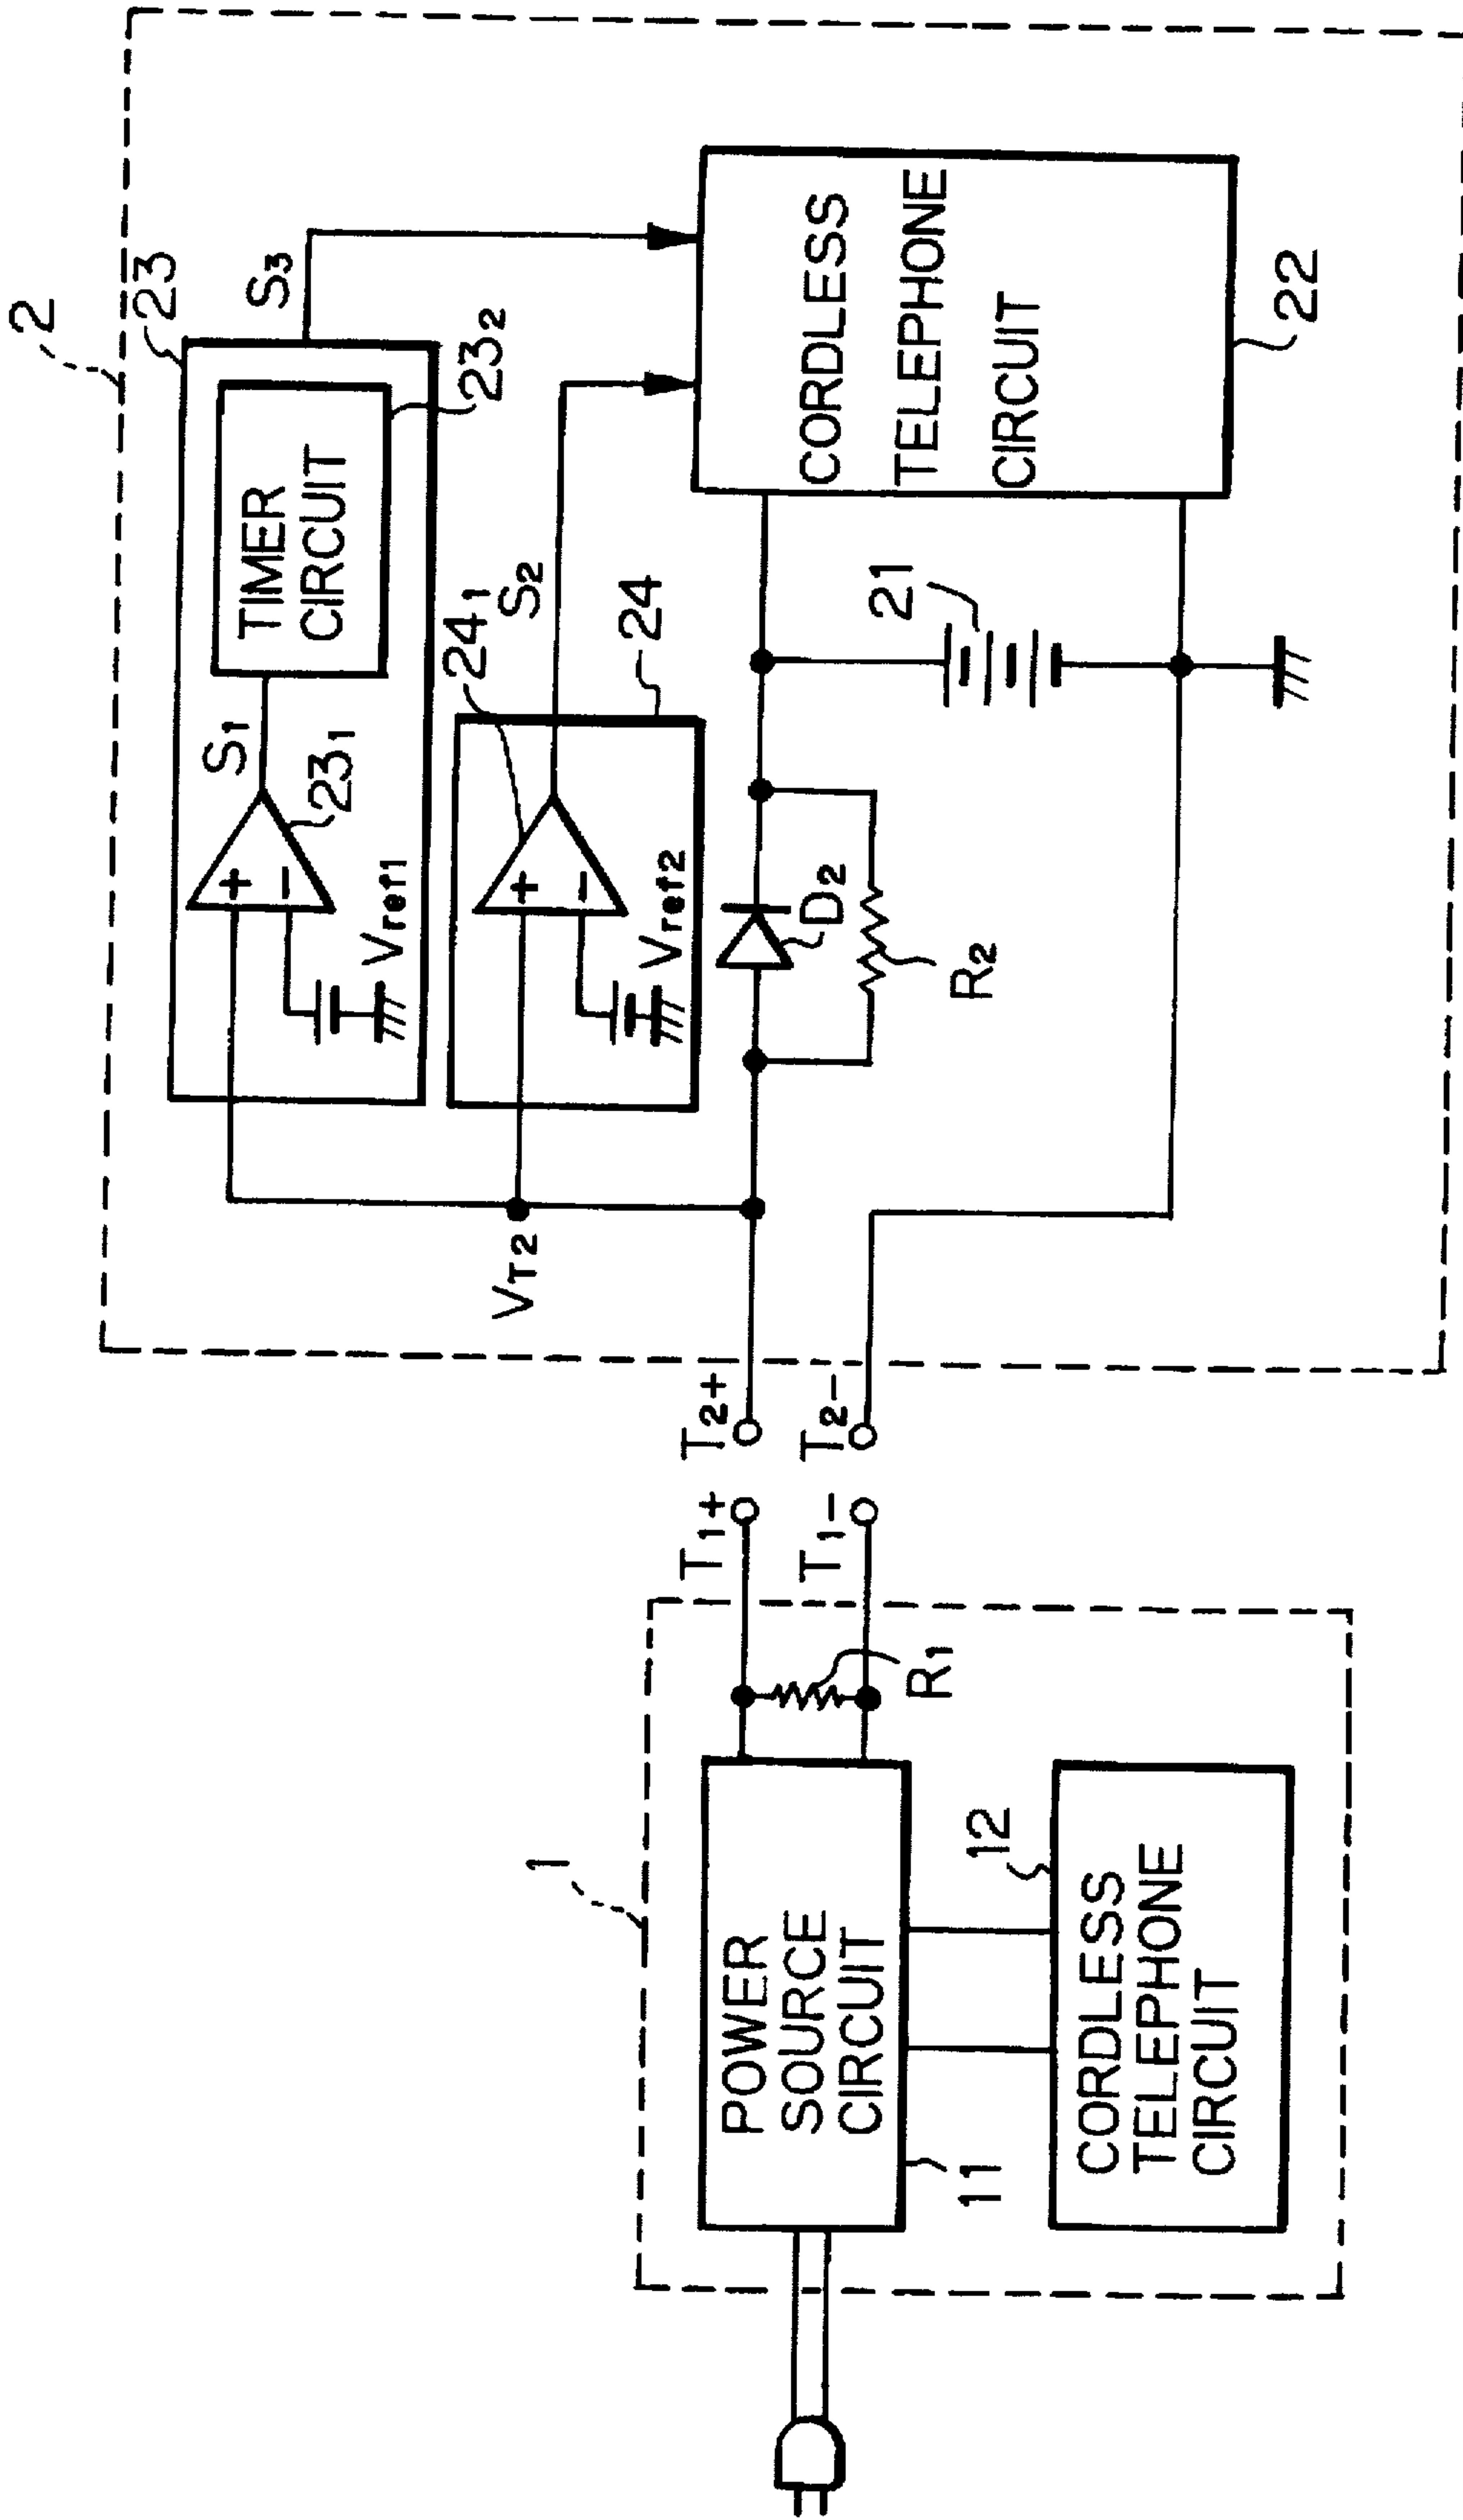 2
23
S3
TIMER
CIRCUIT
232
S1
231
Vref1
241
S2
24
Vref2
VT2
CORDLESS
TELEPHONE
CIRCUIT
22
21
D2
R2
T2+
T2-
T1+
T1-
R1
1
POWER
SOURCE
CIRCUIT
11
12
CORDLESS
TELEPHONE
CIRCUIT